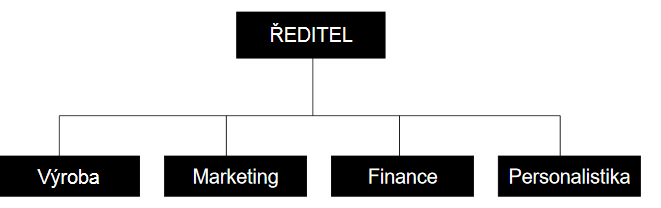 ŘEDITEL
Výroba
Marketing
Finance
Personalistika